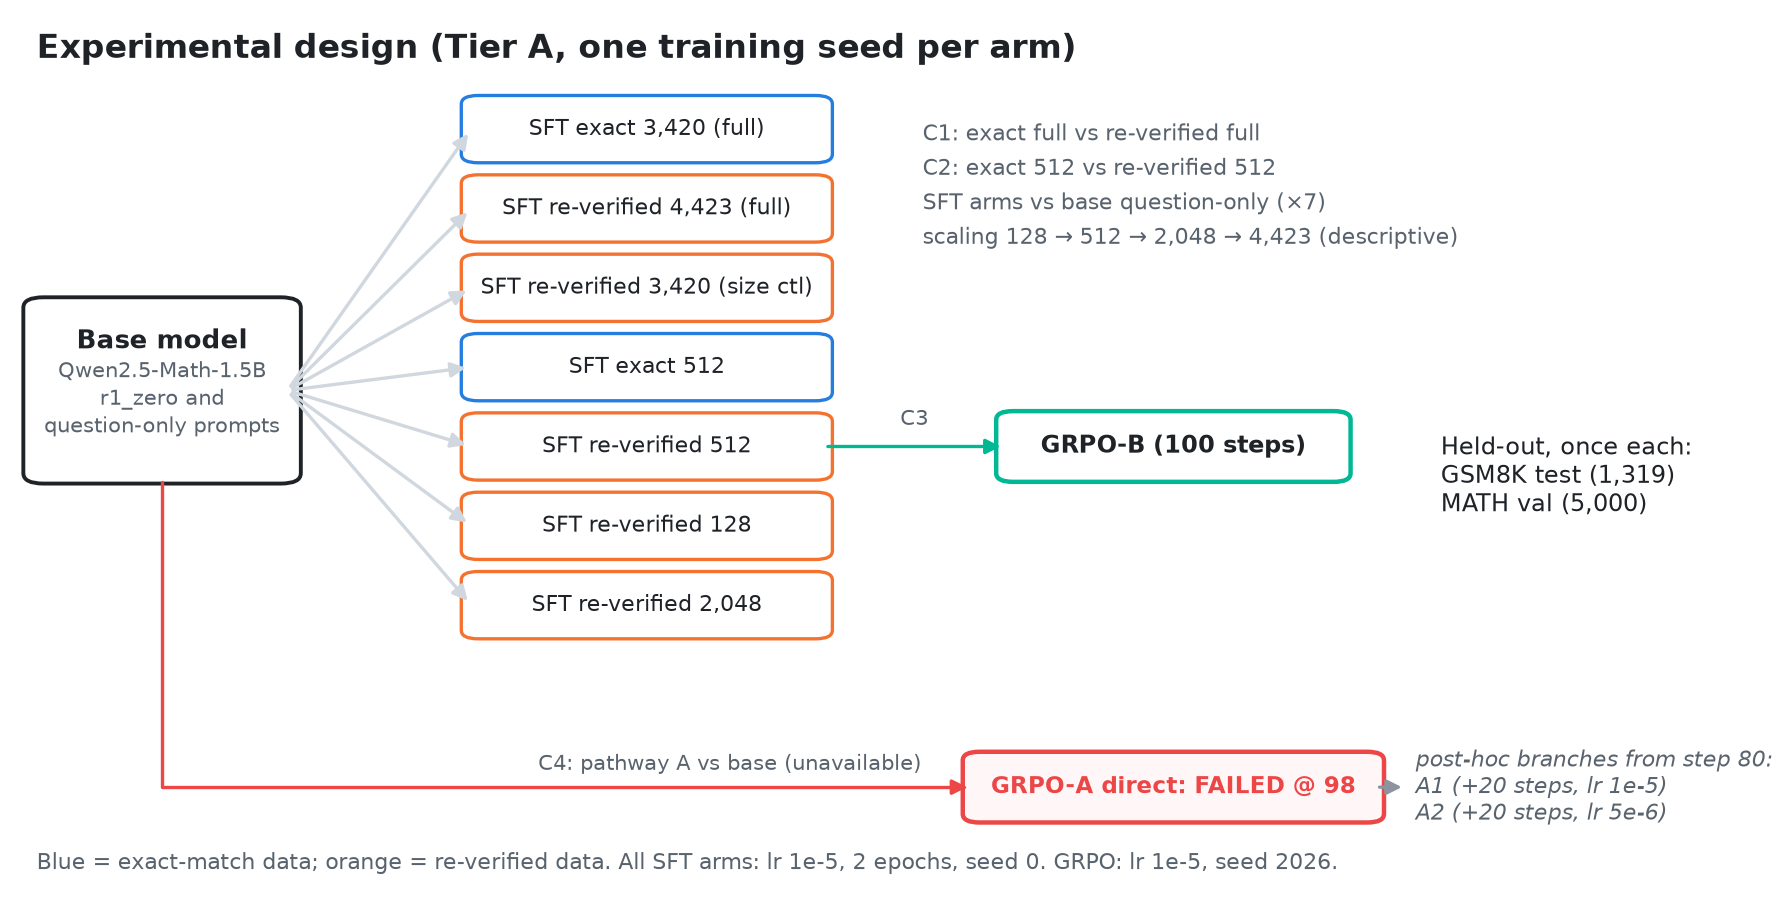 Experimental design (Tier A, one training seed per arm)
SFT exact 3,420 (full)
SFT re-verified 4,423 (full)
SFT re-verified 3,420 (size ctl)
SFT exact 512
SFT re-verified 512
SFT re-verified 128
SFT re-verified 2,048
C1: exact full vs re-verified full
C2: exact 512 vs re-verified 512
SFT arms vs base question-only (×7)
scaling 128 → 512 → 2,048 → 4,423 (descriptive)
Base model
Qwen2.5-Math-1.5B
r1_zero and
question-only prompts
C3
GRPO-B (100 steps)
Held-out, once each:
GSM8K test (1,319)
MATH val (5,000)
C4: pathway A vs base (unavailable)
GRPO-A direct: FAILED @ 98
post-hoc branches from step 80:
A1 (+20 steps, lr 1e-5)
A2 (+20 steps, lr 5e-6)
Blue = exact-match data; orange = re-verified data. All SFT arms: lr 1e-5, 2 epochs, seed 0. GRPO: lr 1e-5, seed 2026.